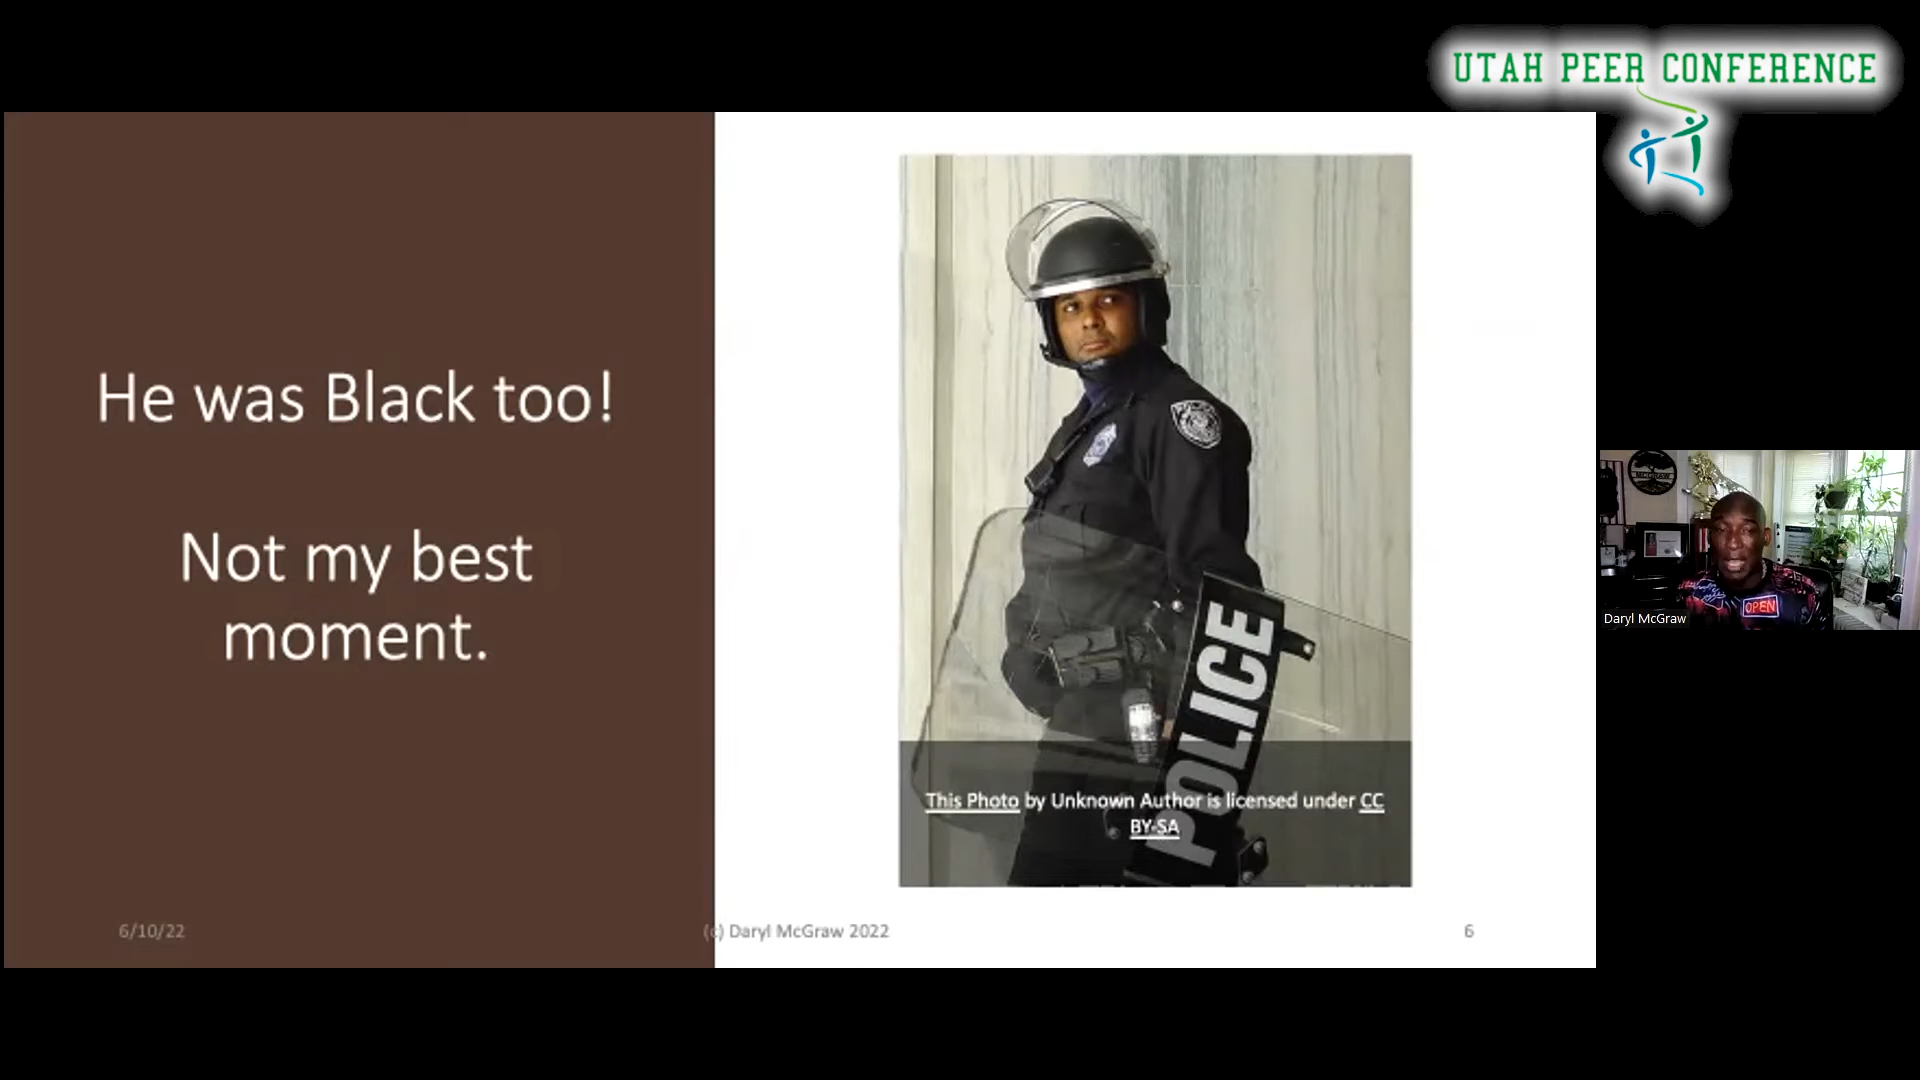 UTAH PEER CONFERENCE
He was Black too!
Not my best
moment.
POLICE
This Photo by Unknown Author is licensed under CC
BY-SA
OPEN
Daryl McGraw
6/10/22
(c) Daryl McGraw 2022
6